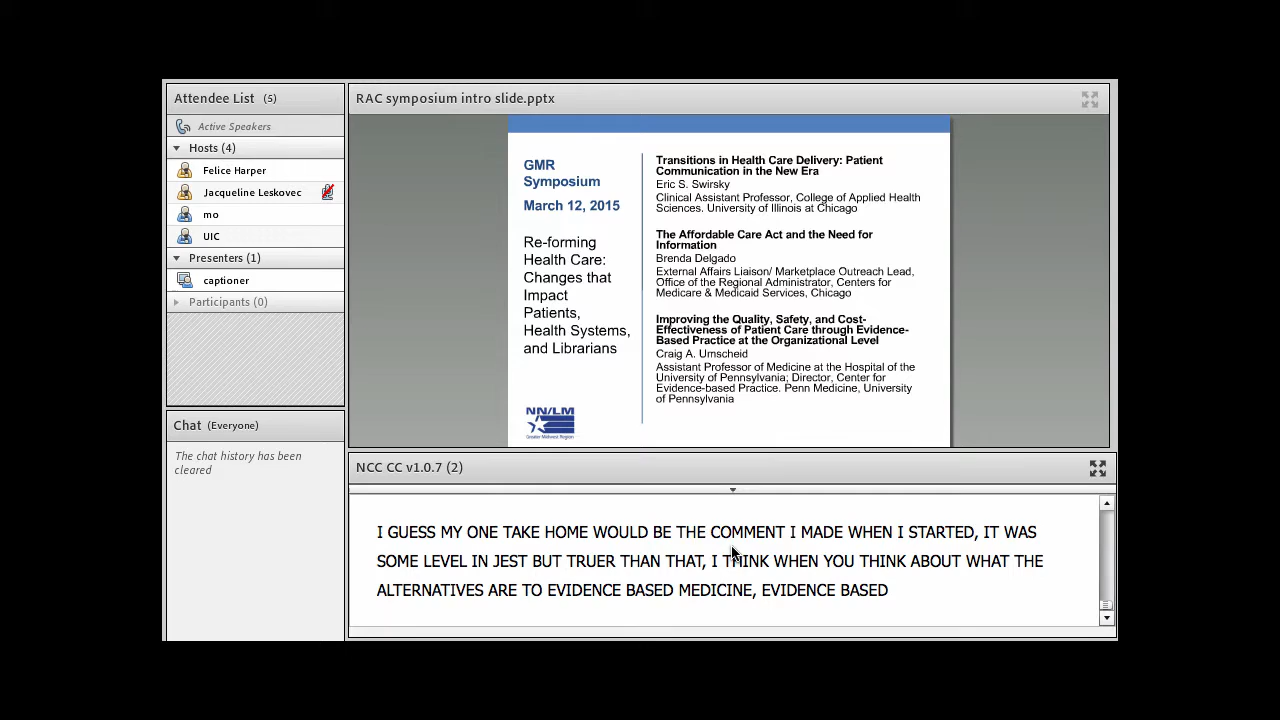 Attendee List (5)
Active Speakers
Hosts (4)
Felice Harper
Jacqueline Leskovec
mo
UIC
Presenters (1)
captioner
Participants (0)
Chat (Everyone)
The chat history has been
cleared
RAC symposium intro slide.pptx
GMR
Symposium
March 12, 2015
Re-forming
Health Care:
Changes that
Impact
Patients,
Health Systems,
and Librarians
NN/LM
Greater Midwest Region
Transitions in Health Care Delivery: Patient
Communication in the New Era
Eric S. Swirsky
Clinical Assistant Professor, College of Applied Health
Sciences. University of Illinois at Chicago
The Affordable Care Act and the Need for
Information
Brenda Delgado
External Affairs Liaison/ Marketplace Outreach Lead,
Office of the Regional Administrator, Centers for
Medicare & Medicaid Services, Chicago
Improving the Quality, Safety, and Cost-
Effectiveness of Patient Care through Evidence-
Based Practice at the Organizational Level
Craig A. Umscheid
Assistant Professor of Medicine at the Hospital of the
University of Pennsylvania; Director, Center for
Evidence-based Practice. Penn Medicine, University
of Pennsylvania
NCC CC v1.0.7 (2)
I GUESS MY ONE TAKE HOME WOULD BE THE COMMENT I MADE WHEN I STARTED, IT WAS
SOME LEVEL IN JEST BUT TRUER THAN THAT, I THINK WHEN YOU THINK ABOUT WHAT THE
ALTERNATIVES ARE TO EVIDENCE BASED MEDICINE, EVIDENCE BASED